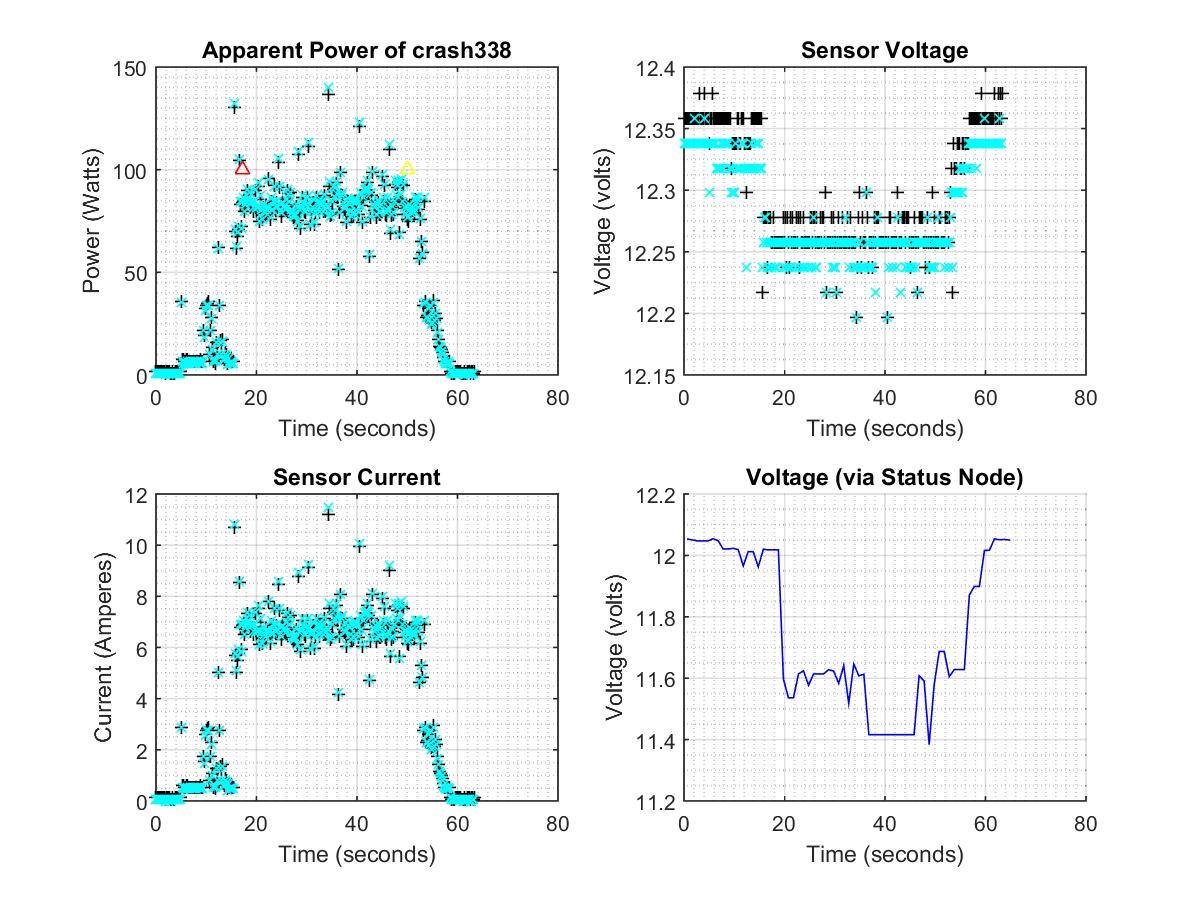 Apparent Power of crash338
150
100
50
0
Power (Watts)
0 20 40 60 80
Time (seconds)
Sensor Voltage
12.4
12.35
12.3
12.25
12.2
12.15
Voltage (volts)
0 20 40 60 80
Time (seconds)
Sensor Current
12
10
8
6
4
2
0
Current (Amperes)
0 20 40 60 80
Time (seconds)
Voltage (via Status Node)
12.2
12
11.8
11.6
11.4
11.2
Voltage (volts)
0 20 40 60 80
Time (seconds)